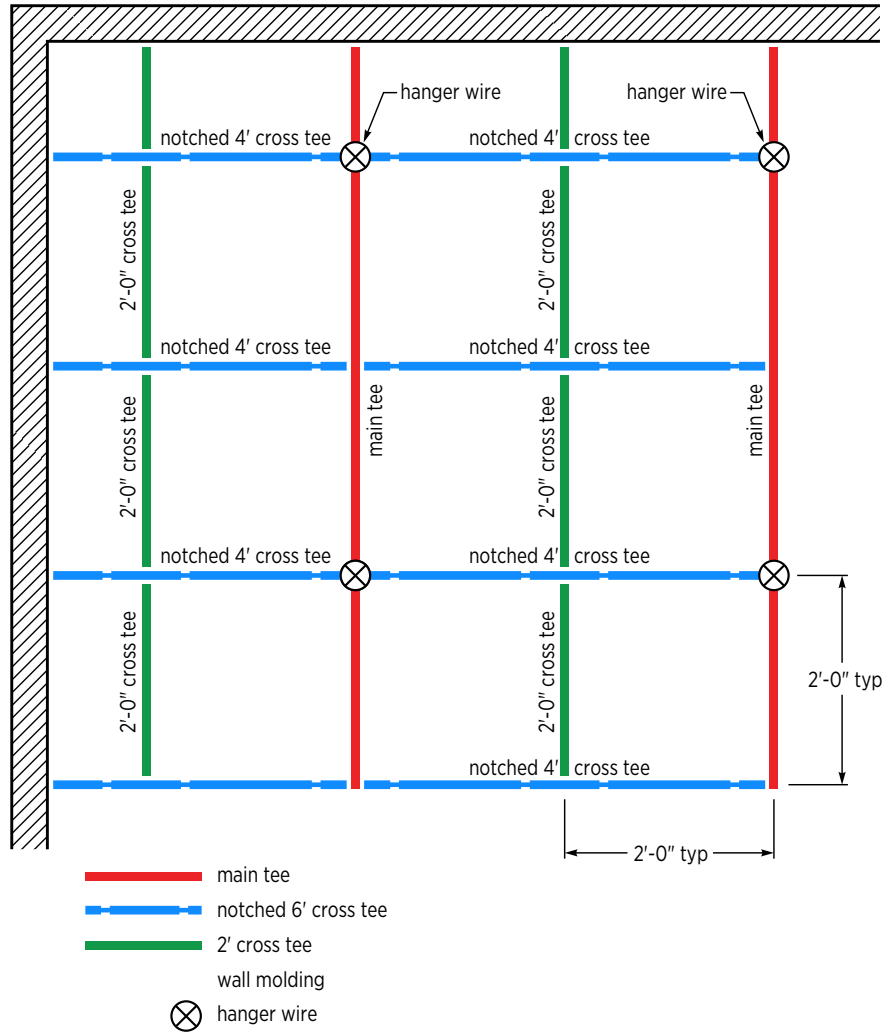 hanger wire
hanger wire
notched 4' cross tee
notched 4' cross tee
2'-0" cross tee
2'-0" cross tee
notched 4' cross tee
notched 4' cross tee
main tee
main tee
2'-0" cross tee
2'-0" cross tee
notched 4' cross tee
notched 4' cross tee
2'-0" cross tee
2'-0" cross tee
2'-0" typ
notched 4' cross tee
2'-0" typ
main tee
notched 6' cross tee
2' cross tee
wall molding
hanger wire